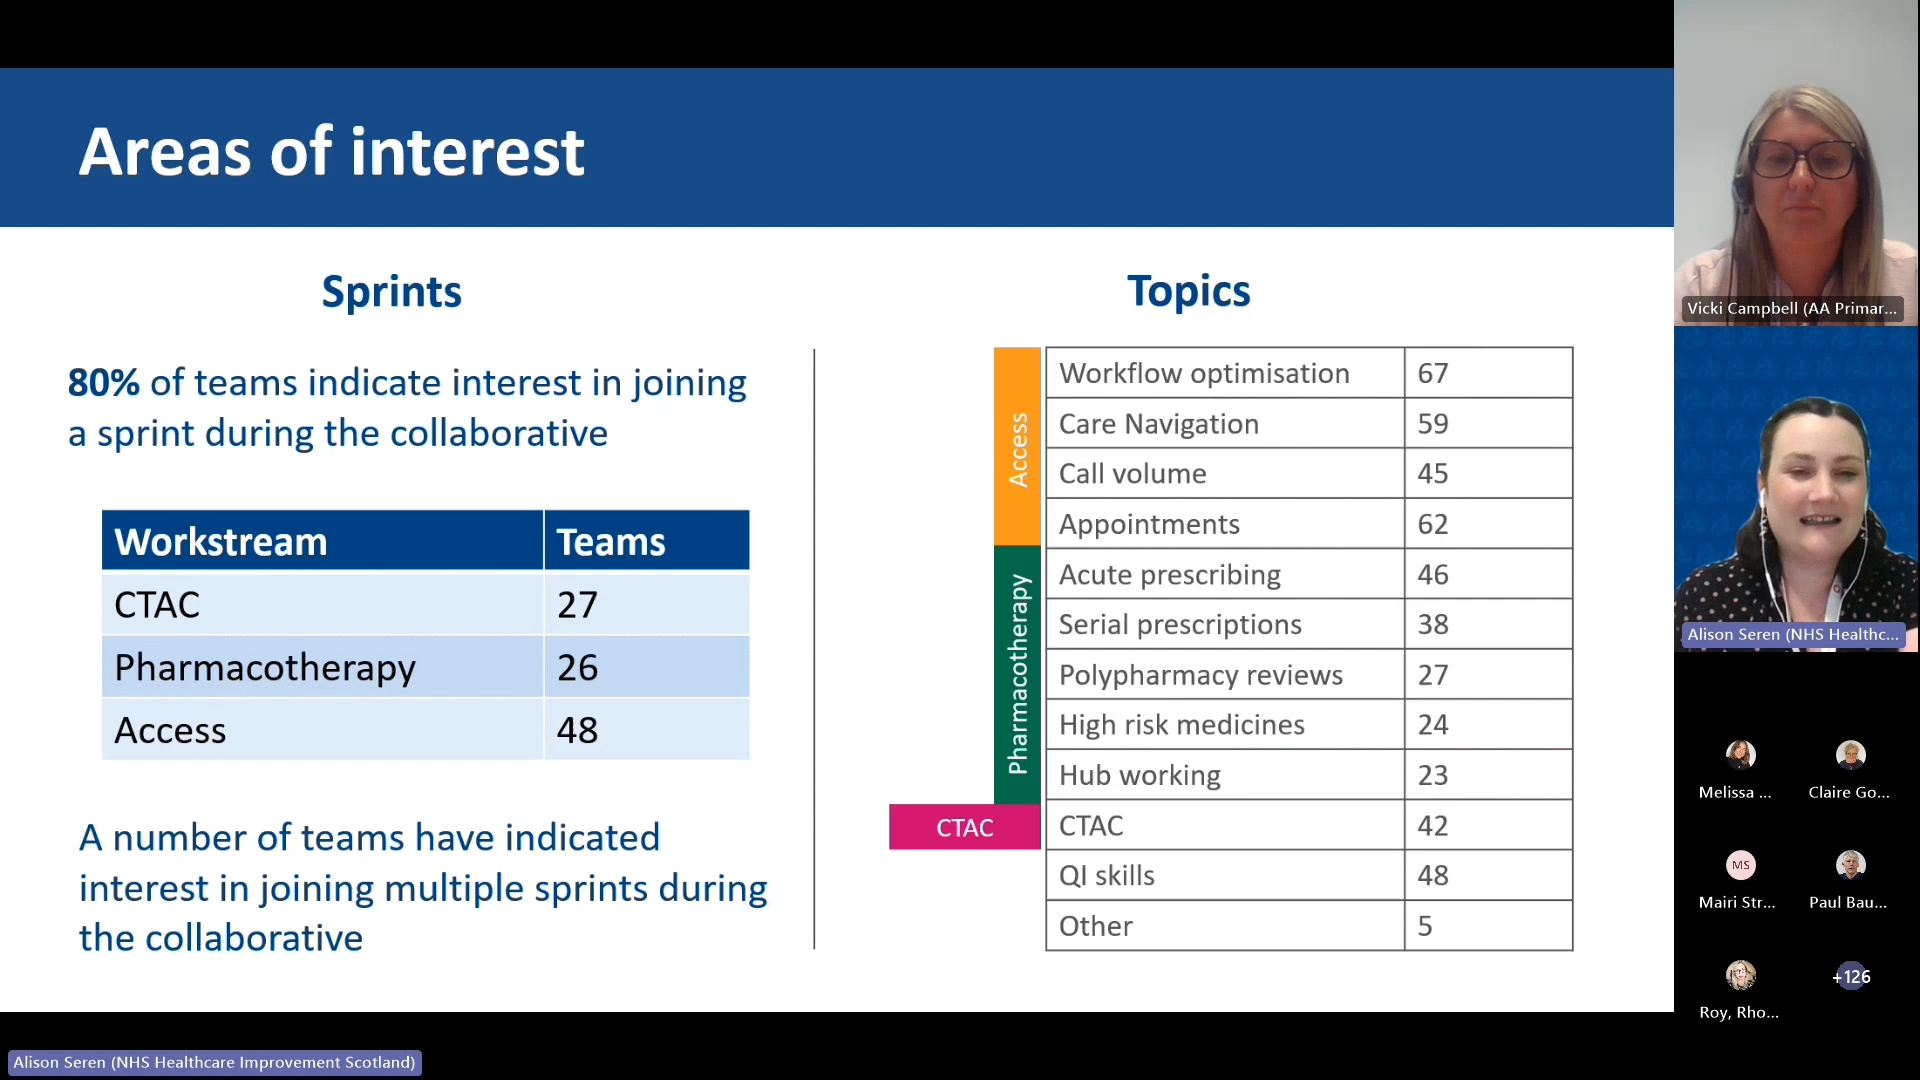 Areas of interest
Sprints
80% of teams indicate interest in joining
a sprint during the collaborative
Workstream Teams
CTAC 27
Pharmacotherapy 26
Access 48
A number of teams have indicated
interest in joining multiple sprints during
the collaborative
Topics
Access
Pharmacotherapy
CTAC
Workflow optimisation 67
Care Navigation 59
Call volume 45
Appointments 62
Acute prescribing 46
Serial prescriptions 38
Polypharmacy reviews 27
High risk medicines 24
Hub working 23
CTAC 42
QI skills 48
Other 5
Vicki Campbell (AA Primar...
Alison Seren (NHS Healthc...
Melissa ...
Claire Go...
MS
Mairi Str...
Paul Bau...
Roy, Rho...
+126
Alison Seren (NHS Healthcare Improvement Scotland)